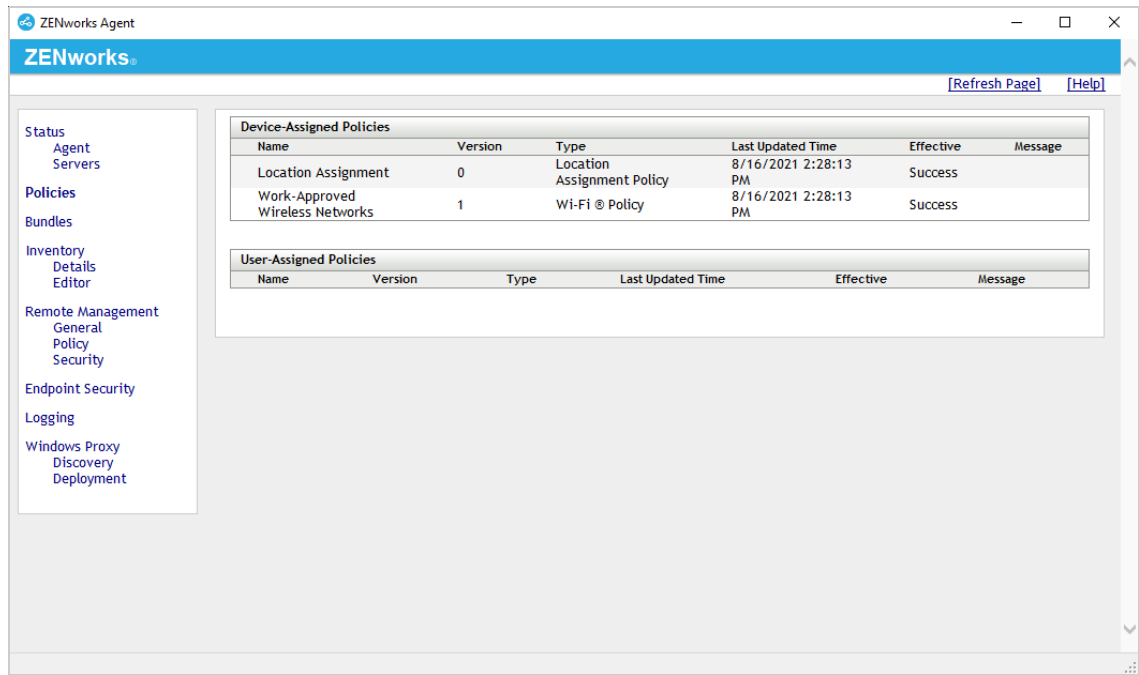 ZENworks Agent
ZENworks®
[Refresh Page] [Help]
Status
Agent
Servers
Policies
Bundles
Inventory
Details
Editor
Remote Management
General
Policy
Security
Endpoint Security
Logging
Windows Proxy
Discovery
Deployment
Device-Assigned Policies
Name Version Type Last Updated Time Effective Message
Location Assignment 0 Location Assignment Policy 8/16/2021 2:28:13 PM Success
Work-Approved Wireless Networks 1 Wi-Fi ® Policy 8/16/2021 2:28:13 PM Success
User-Assigned Policies
Name Version Type Last Updated Time Effective Message